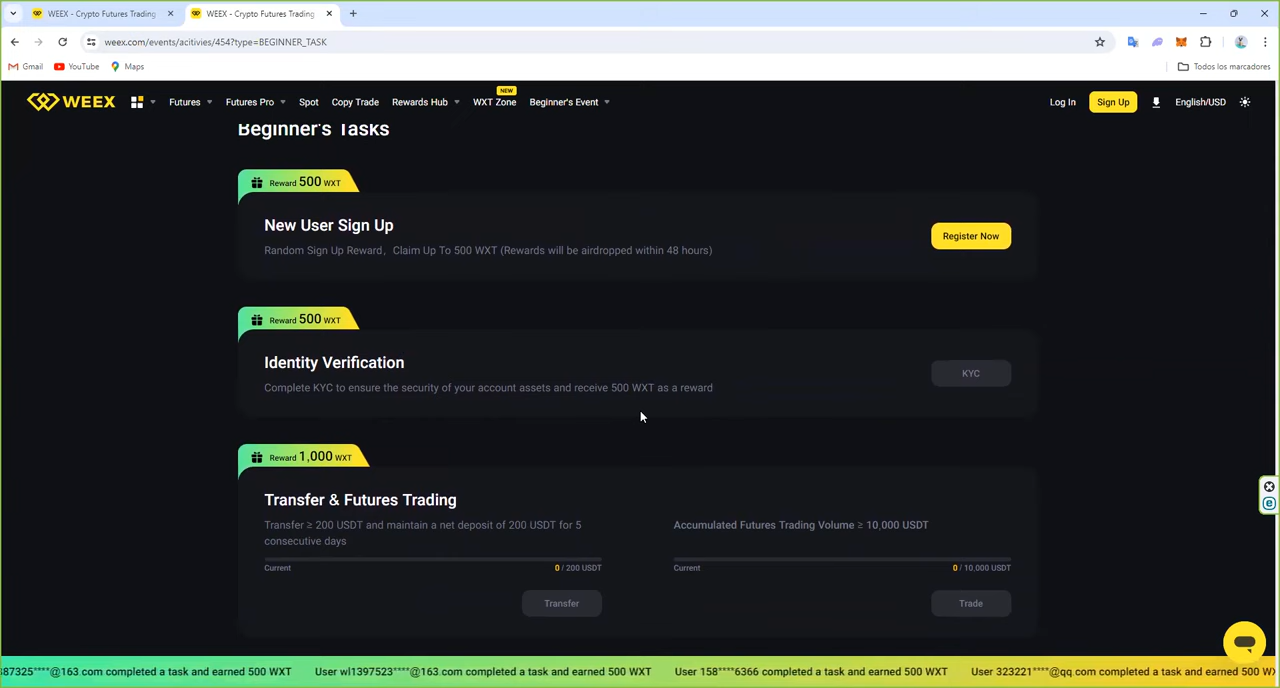 WEEX - Crypto Futures Trading
WEEX - Crypto Futures Trading
weex.com/events/acitivies/454?type=BEGINNER_TASK
Gmail
YouTube
Maps
Todos los marcadores
WEEX
Futures
Futures Pro
Spot
Copy Trade
Rewards Hub
NEW
WXT Zone
Beginner's Event
Log In
Sign Up
English/USD
Beginner's Tasks
Reward 500 WXT
New User Sign Up
Random Sign Up Reward, Claim Up To 500 WXT (Rewards will be airdropped within 48 hours)
Register Now
Reward 500 WXT
Identity Verification
Complete KYC to ensure the security of your account assets and receive 500 WXT as a reward
KYC
Reward 1,000 WXT
Transfer & Futures Trading
Transfer ≥ 200 USDT and maintain a net deposit of 200 USDT for 5
consecutive days
Current
0 / 200 USDT
Transfer
Accumulated Futures Trading Volume ≥ 10,000 USDT
Current
0 / 10,000 USDT
Trade
87325****@163.com completed a task and earned 500 WXT
User wl1397523****@163.com completed a task and earned 500 WXT
User 158****6366 completed a task and earned 500 WXT
User 323221****@qq.com completed a task and earned 500